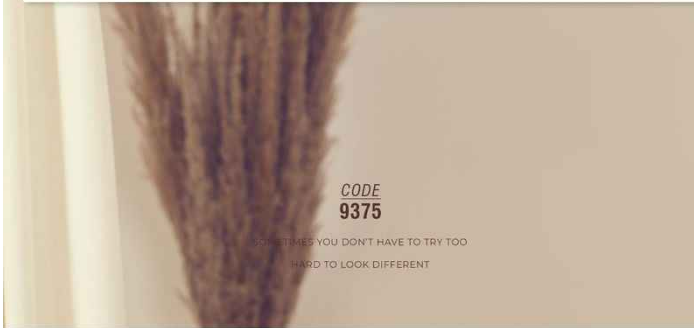 CODE
9375
SOMETIMES YOU DON'T HAVE TO TRY TOO
HARD TO LOOK DIFFERENT